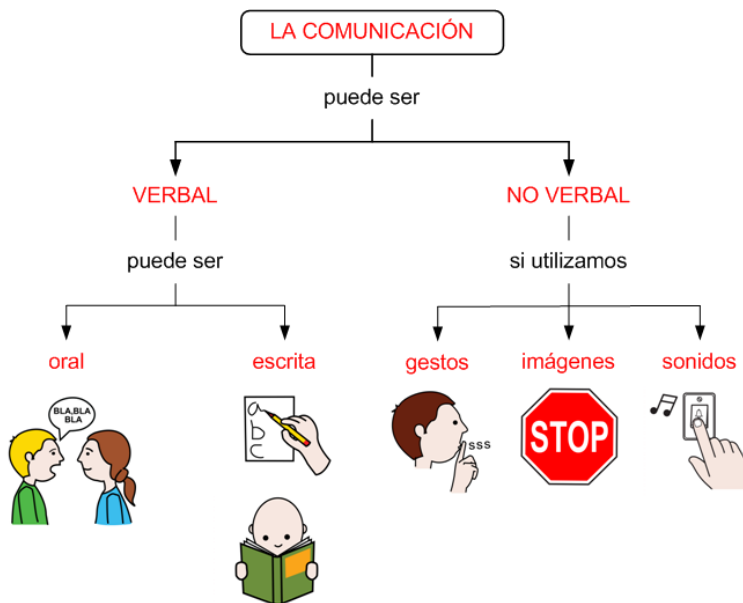 LA COMUNICACIÓN
puede ser
VERBAL
NO VERBAL
puede ser
si utilizamos
oral
escrita
gestos
imágenes
sonidos
BLA,BLA
BLA
a
b
c
sss
STOP